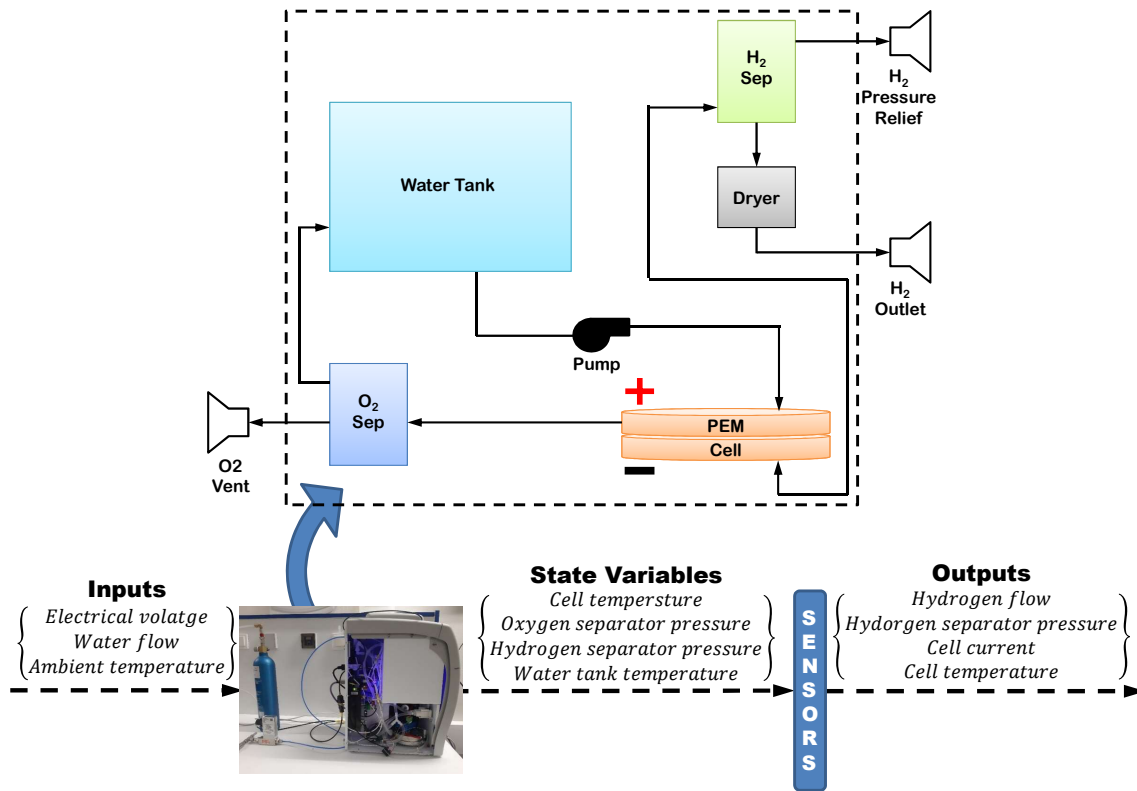 H₂
Sep
H₂
Pressure
Relief
Water Tank
Dryer
H₂
Outlet
Pump
+
O₂
Sep
PEM
Cell
−
O2
Vent
Inputs
Electrical volatge
Water flow
Ambient temperature
State Variables
Cell tempersture
Oxygen separator pressure
Hydrogen separator pressure
Water tank temperature
SENSORS
Outputs
Hydrogen flow
Hydorgen separator pressure
Cell current
Cell temperature